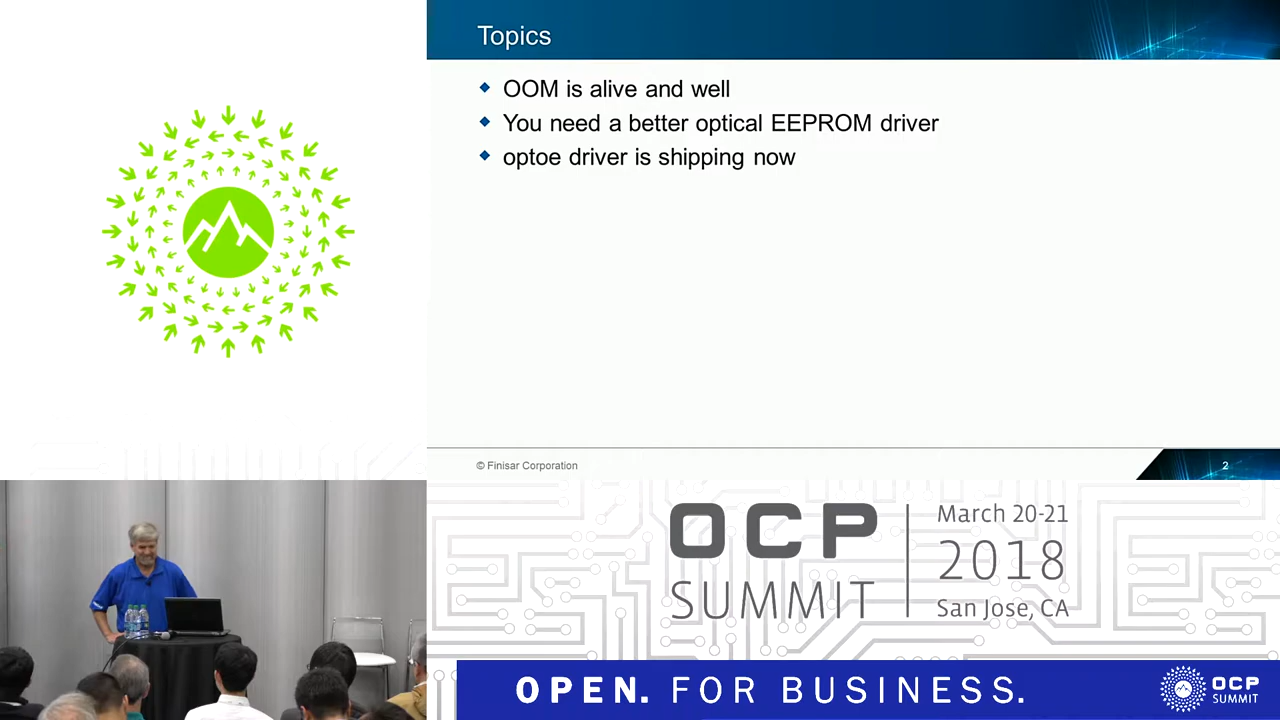 Topics
OOM is alive and well
You need a better optical EEPROM driver
optoe driver is shipping now
© Finisar Corporation
2
OCP
SUMMIT
March 20-21
2018
San Jose, CA
OPEN. FOR BUSINESS.
OCP
SUMMIT